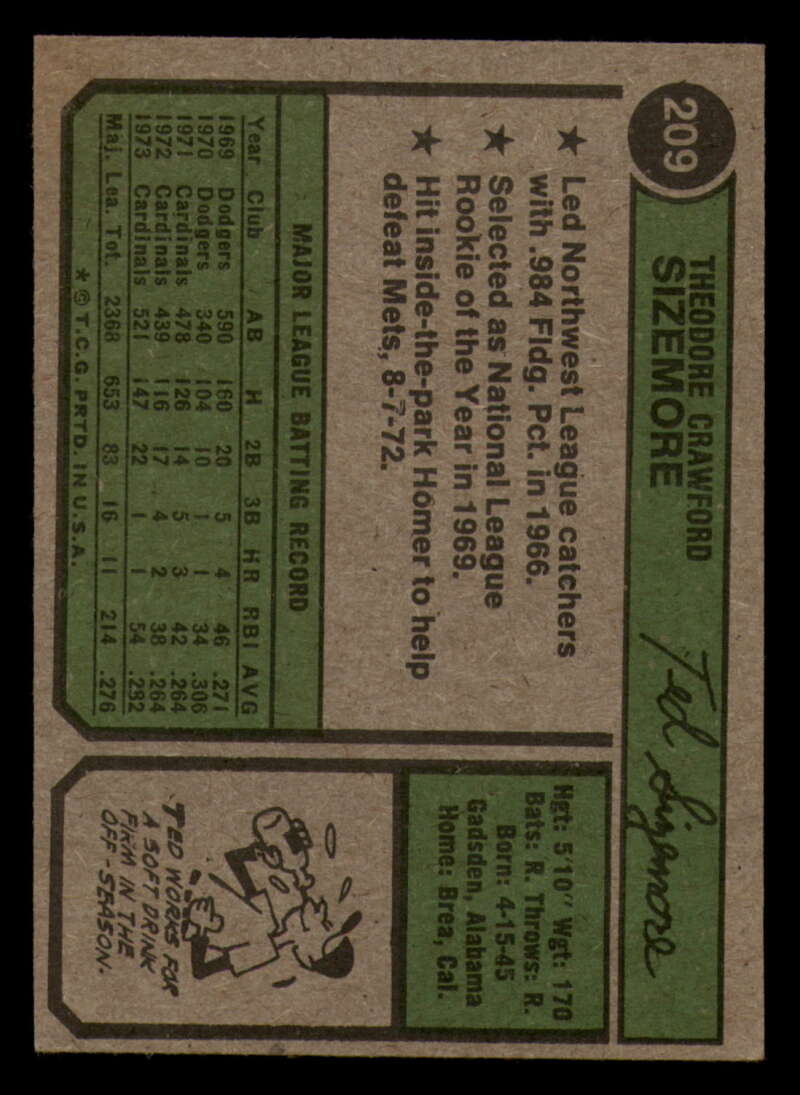 209
THEODORE CRAWFORD
SIZEMORE
Ted Sizemore
★ Led Northwest League catchers
with .984 Fldg. Pct. in 1966.
★ Selected as National League
Rookie of the Year in 1969.
★ Hit inside-the-park Homer to help
defeat Mets, 8-7-72.
MAJOR LEAGUE BATTING RECORD
Year Club AB H 2B 3B HR RBI AVG
1969 Dodgers 590 160 20 5 4 46 .271
1970 Dodgers 340 104 10 1 1 34 .306
1971 Cardinals 478 126 14 5 3 42 .264
1972 Cardinals 439 116 17 4 2 38 .264
1973 Cardinals 521 147 22 1 1 54 .282
Maj. Lea. Tot. 2368 653 83 16 11 214 .276
* © T.C.G. PRTD. IN U.S.A.
Hgt: 5'10" Wgt: 170
Bats: R. Throws: R.
Born: 4-15-45
Gadsden, Alabama
Home: Brea, Cal.
TED WORKS FOR
A SOFT DRINK
FIRM IN THE
OFF-SEASON.